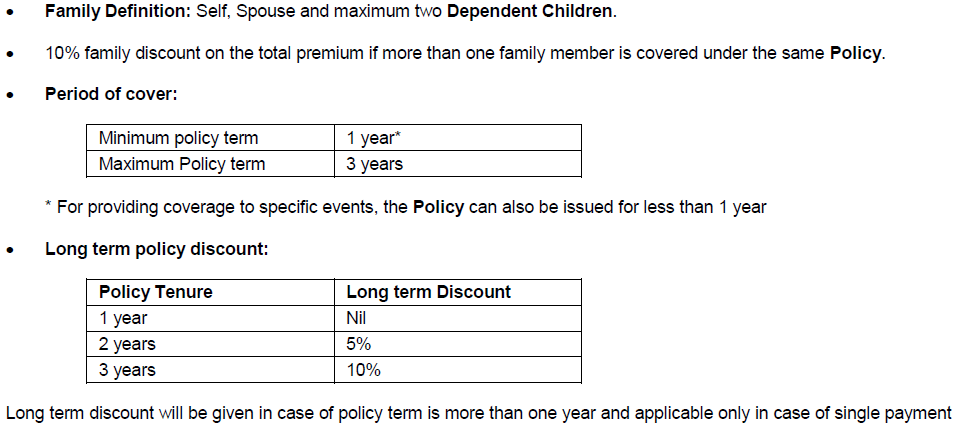 • Family Definition: Self, Spouse and maximum two Dependent Children.
• 10% family discount on the total premium if more than one family member is covered under the same Policy.
• Period of cover:
Minimum policy term 1 year*
Maximum Policy term 3 years
* For providing coverage to specific events, the Policy can also be issued for less than 1 year
• Long term policy discount:
Policy Tenure Long term Discount
1 year Nil
2 years 5%
3 years 10%
Long term discount will be given in case of policy term is more than one year and applicable only in case of single payment